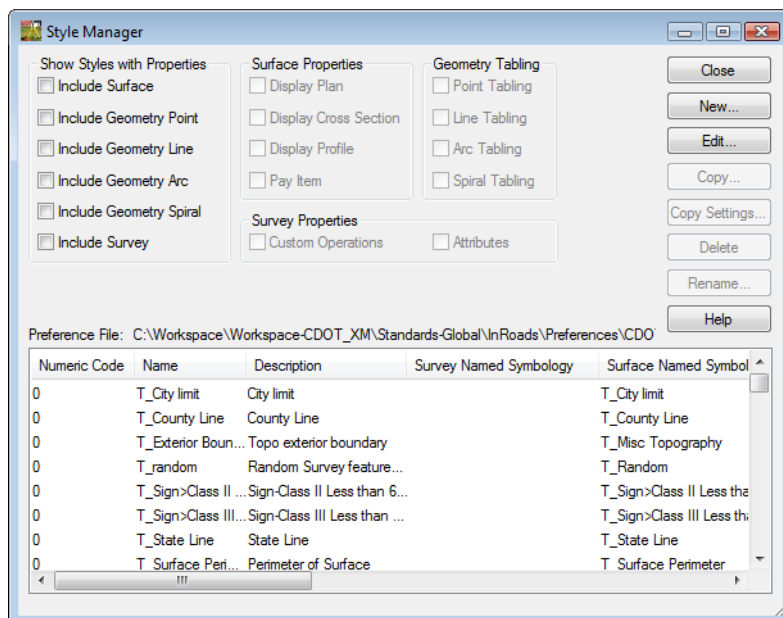 Style Manager
Show Styles with Properties
Include Surface
Include Geometry Point
Include Geometry Line
Include Geometry Arc
Include Geometry Spiral
Include Survey
Surface Properties
Display Plan
Display Cross Section
Display Profile
Pay Item
Geometry Tabling
Point Tabling
Line Tabling
Arc Tabling
Spiral Tabling
Survey Properties
Custom Operations Attributes
Close
New...
Edit...
Copy...
Copy Settings...
Delete
Rename...
Help
Preference File: C:\Workspace\Workspace-CDOT_XM\Standards-Global\InRoads\Preferences\CDO
Numeric Code Name Description Survey Named Symbology Surface Named Symbol
0 T_City limit City limit T_City limit
0 T_County Line County Line T_County Line
0 T_Exterior Boun... Topo exterior boundary T_Misc Topography
0 T_random Random Survey feature... T_Random
0 T_Sign>Class II ... Sign-Class II Less than 6... T_Sign>Class II Less tha
0 T_Sign>Class III... Sign-Class III Less than ... T_Sign>Class III Less tha
0 T_State Line State Line T_State Line
0 T_Surface Peri... Perimeter of Surface T_Surface Perimeter